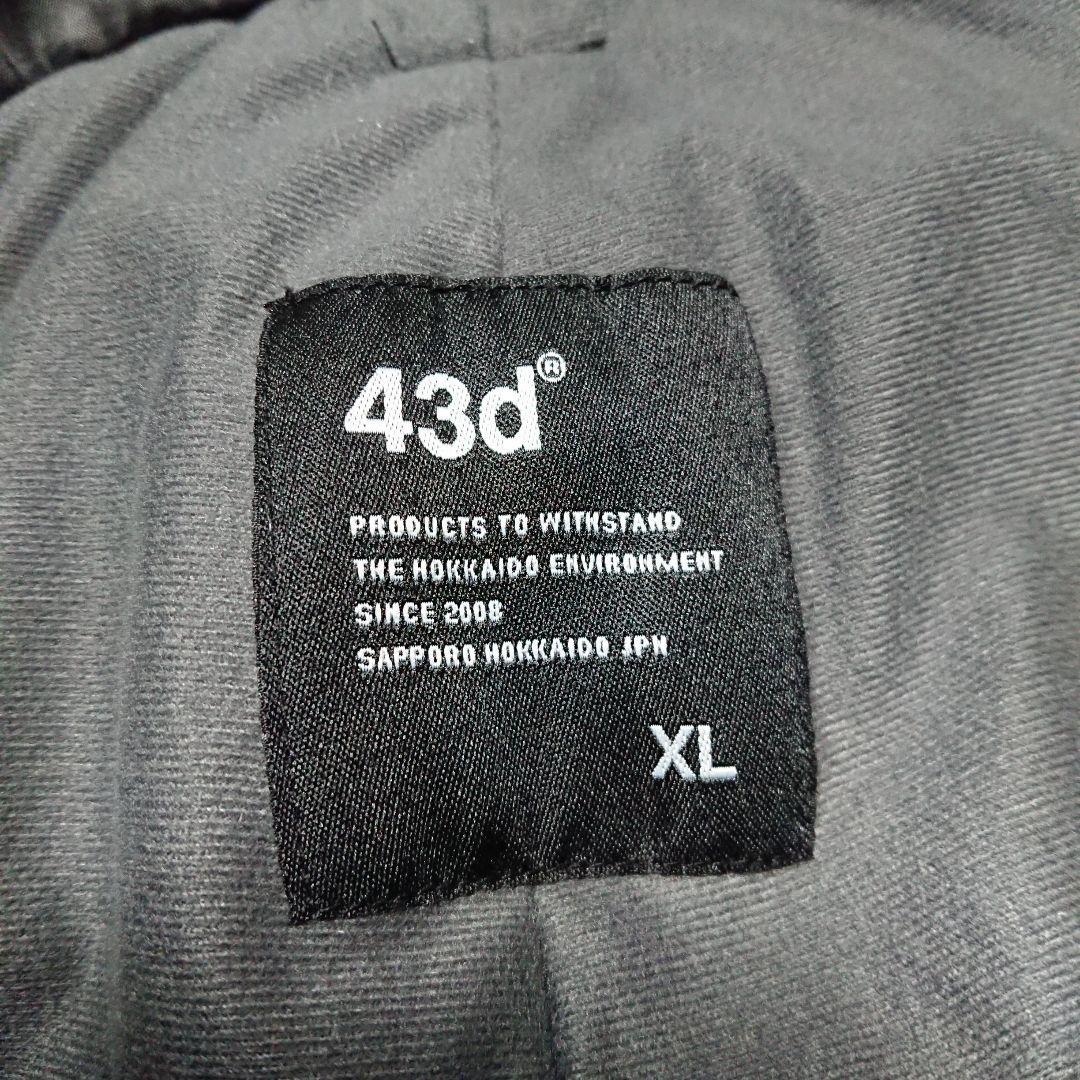 43d®
PRODUCTS TO WITHSTAND
THE HOKKAIDO ENVIRONMENT
SINCE 2008
SAPPORO HOKKAIDO JPN
XL